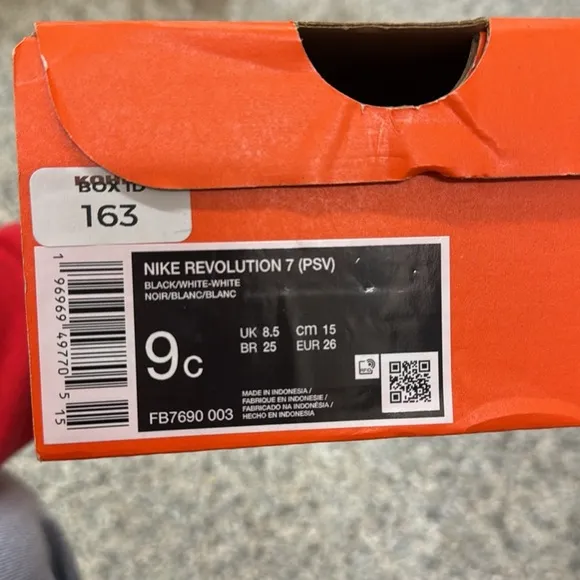 BOX ID
163
NIKE REVOLUTION 7 (PSV)
BLACK/WHITE-WHITE
NOIR/BLANC/BLANC
9c
UK 8.5 cm 15
BR 25 EUR 26
FB7690 003
MADE IN INDONESIA /
FABRIQUE EN INDONESIE /
FABRICADO NA INDONÉSIA /
HECHO EN INDONESIA
1 96969 49770 5 15